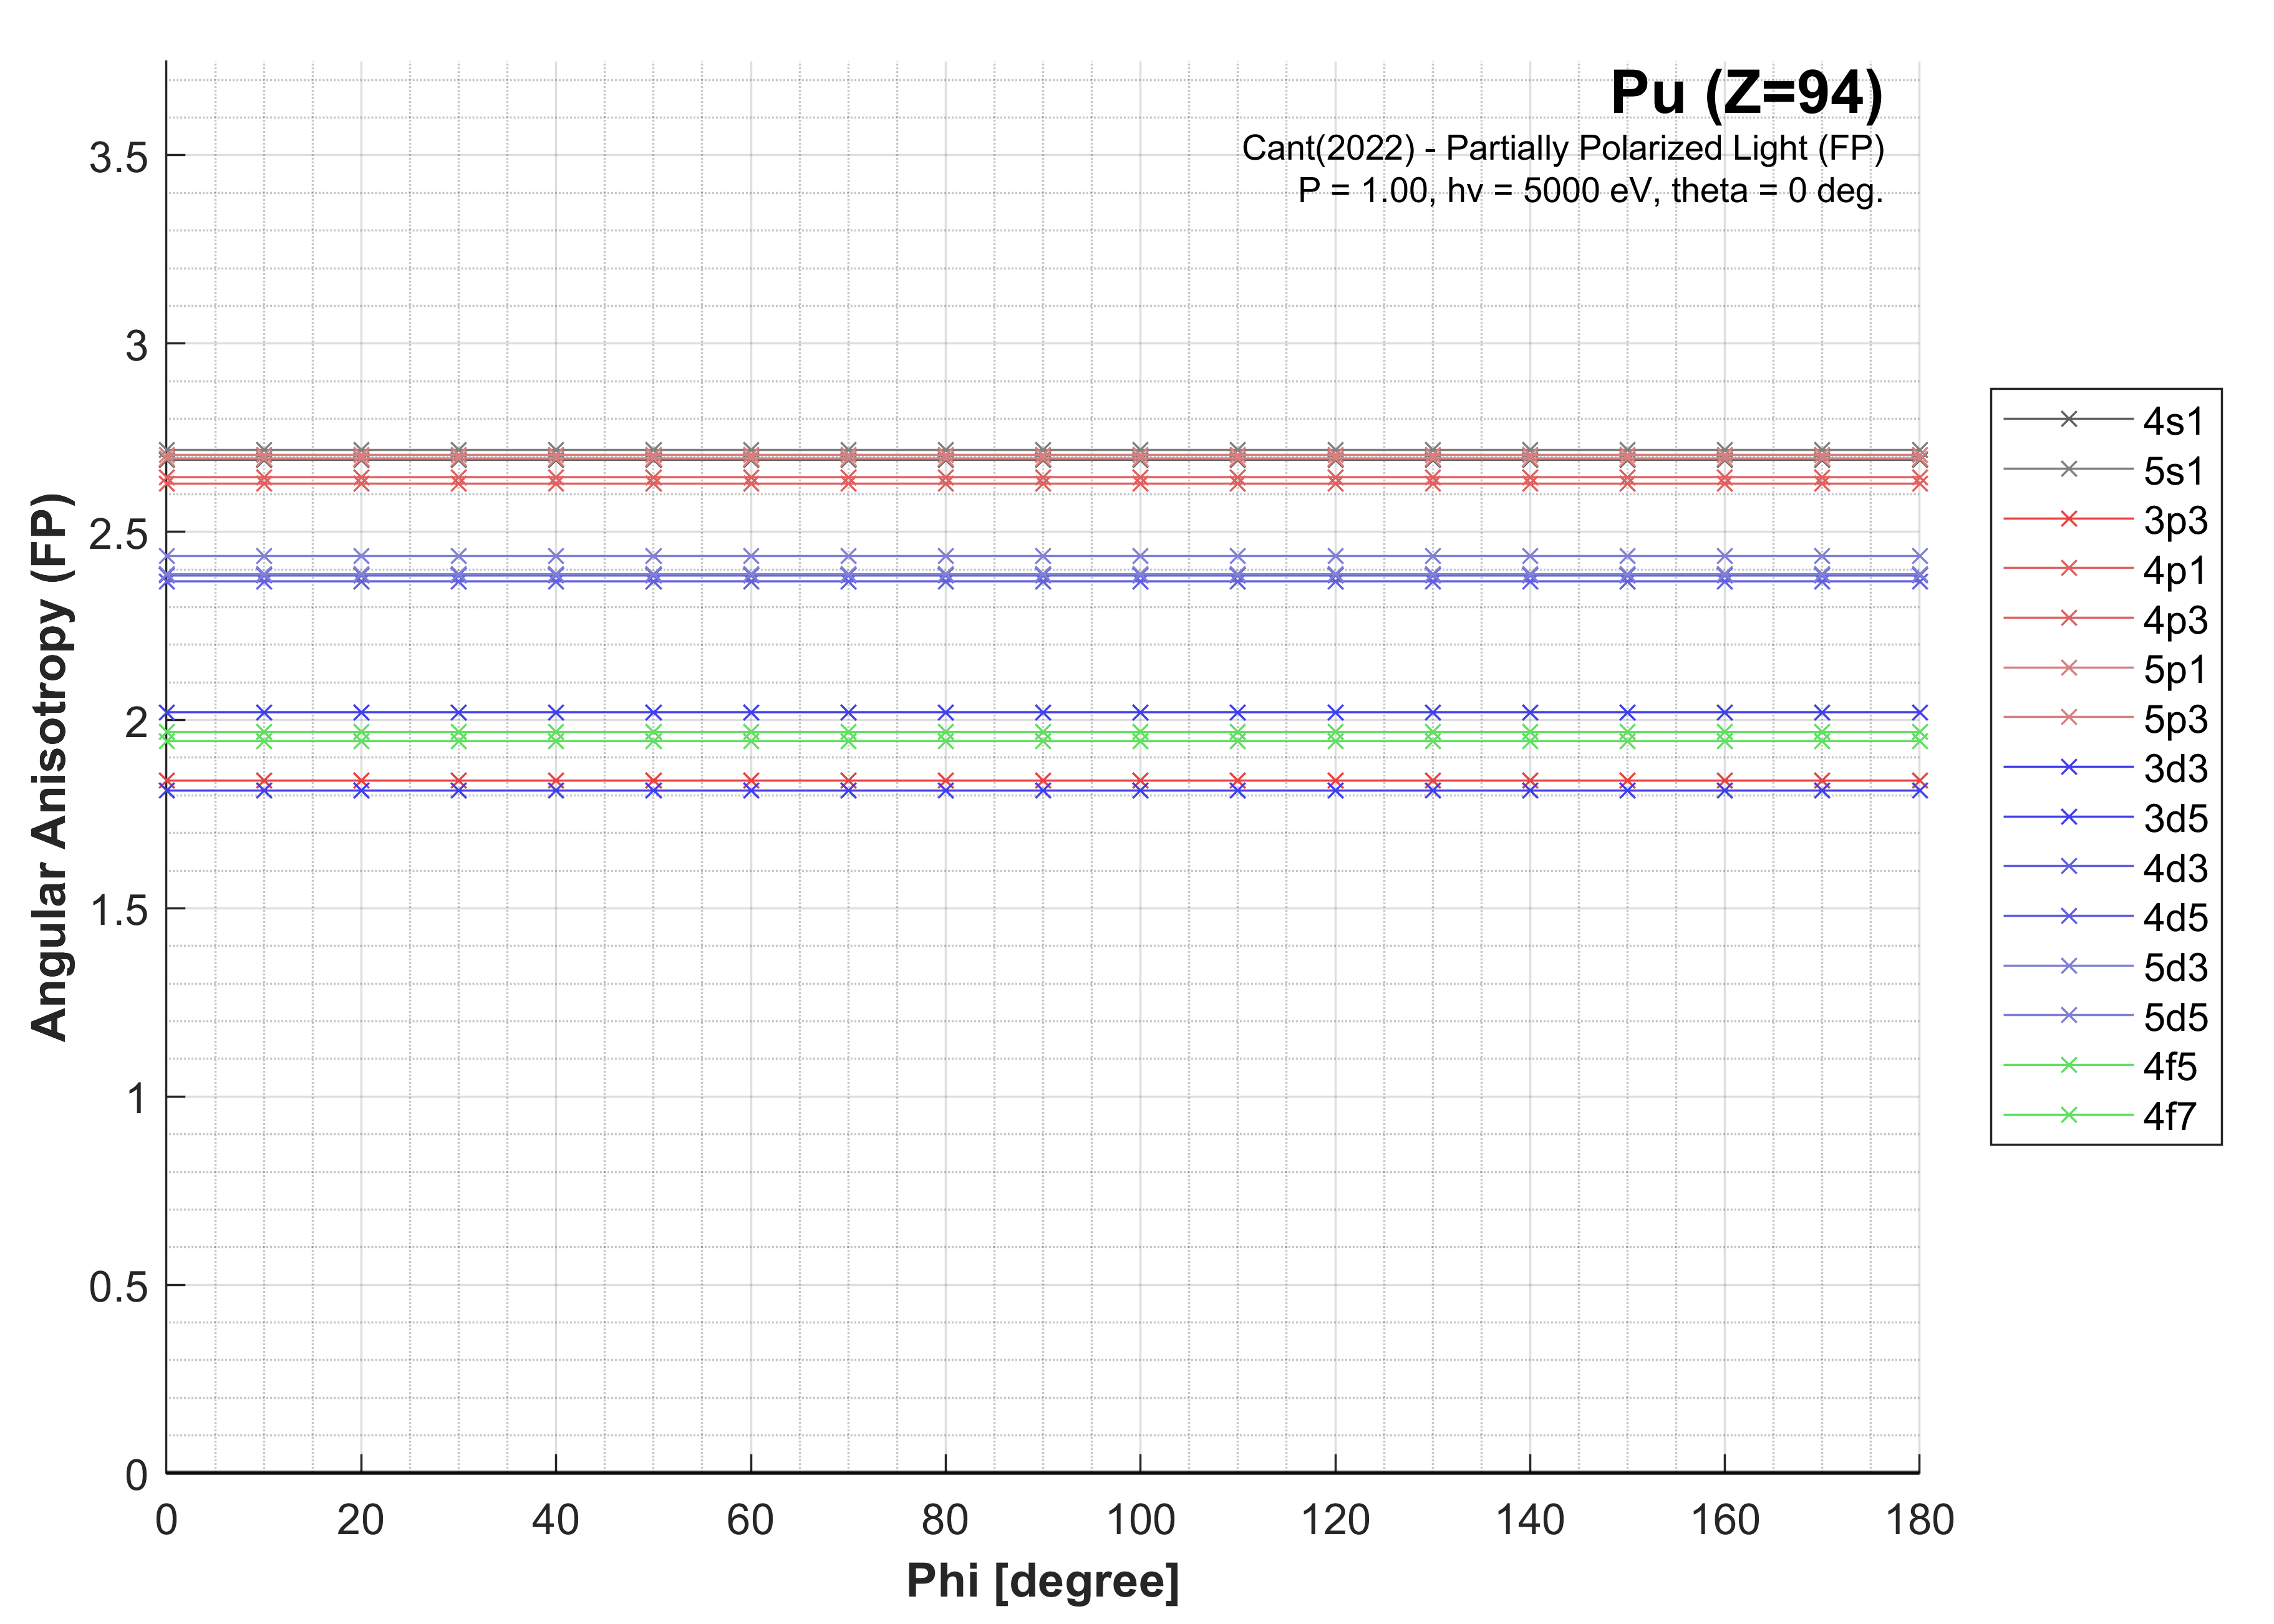 Pu (Z=94)
Cant(2022) - Partially Polarized Light (FP)
P = 1.00, hv = 5000 eV, theta = 0 deg.
Angular Anisotropy (FP)
3.5
3
2.5
2
1.5
1
0.5
0
0 20 40 60 80 100 120 140 160 180
Phi [degree]
4s1
5s1
3p3
4p1
4p3
5p1
5p3
3d3
3d5
4d3
4d5
5d3
5d5
4f5
4f7